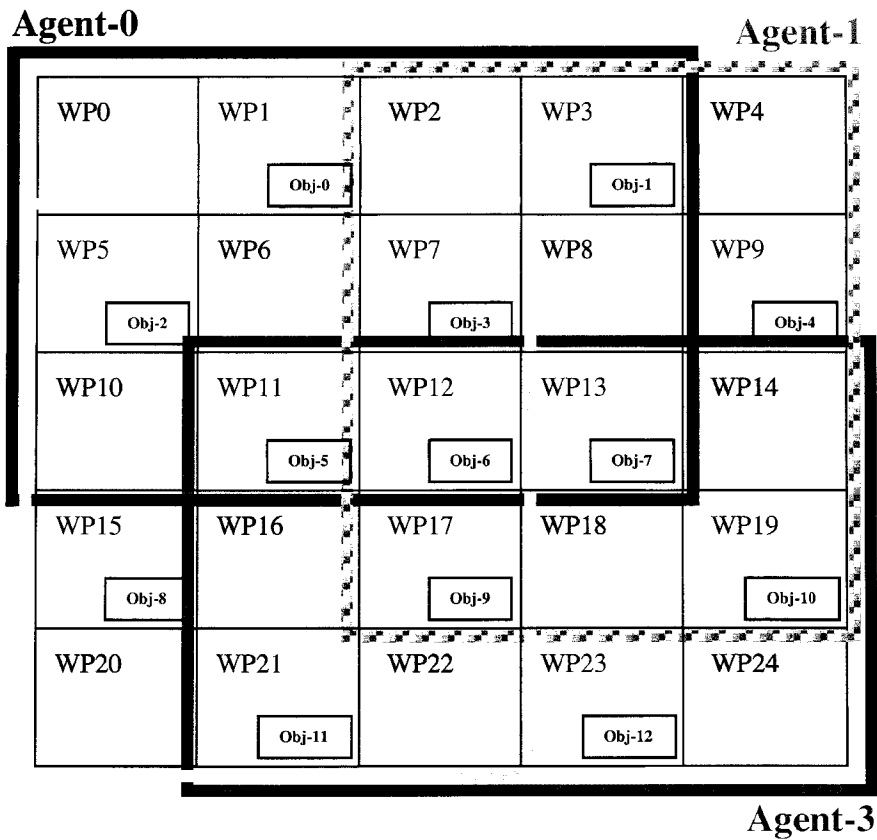 Agent-0
Agent-1
WP0 WP1 WP2 WP3 WP4
Obj-0 Obj-1
WP5 WP6 WP7 WP8 WP9
Obj-2 Obj-3 Obj-4
WP10 WP11 WP12 WP13 WP14
Obj-5 Obj-6 Obj-7
WP15 WP16 WP17 WP18 WP19
Obj-8 Obj-9 Obj-10
WP20 WP21 WP22 WP23 WP24
Obj-11 Obj-12
Agent-3